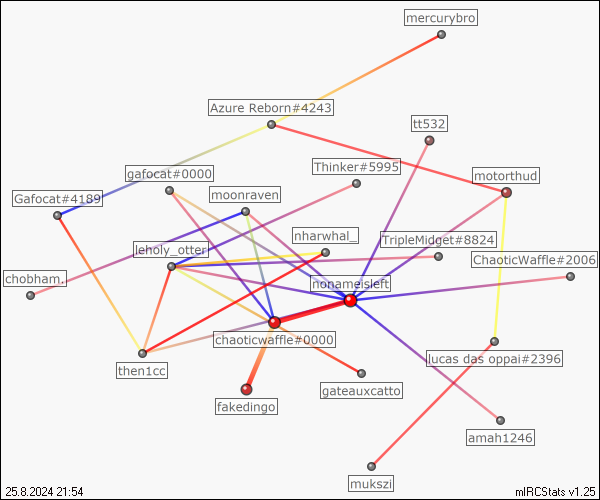 mercurybro
Azure Reborn#4243
tt532
Thinker#5995
gafocat#0000
motorthud
Gafocat#4189
moonraven
nharwhal_
TripleMidget#8824
leholy_otter
ChaoticWaffle#2006
chobham.
nonameisleft
chaoticwaffle#0000
lucas das oppai#2396
then1cc
gateauxcatto
fakedingo
amah1246
mukszi
25.8.2024 21:54
mIRCStats v1.25